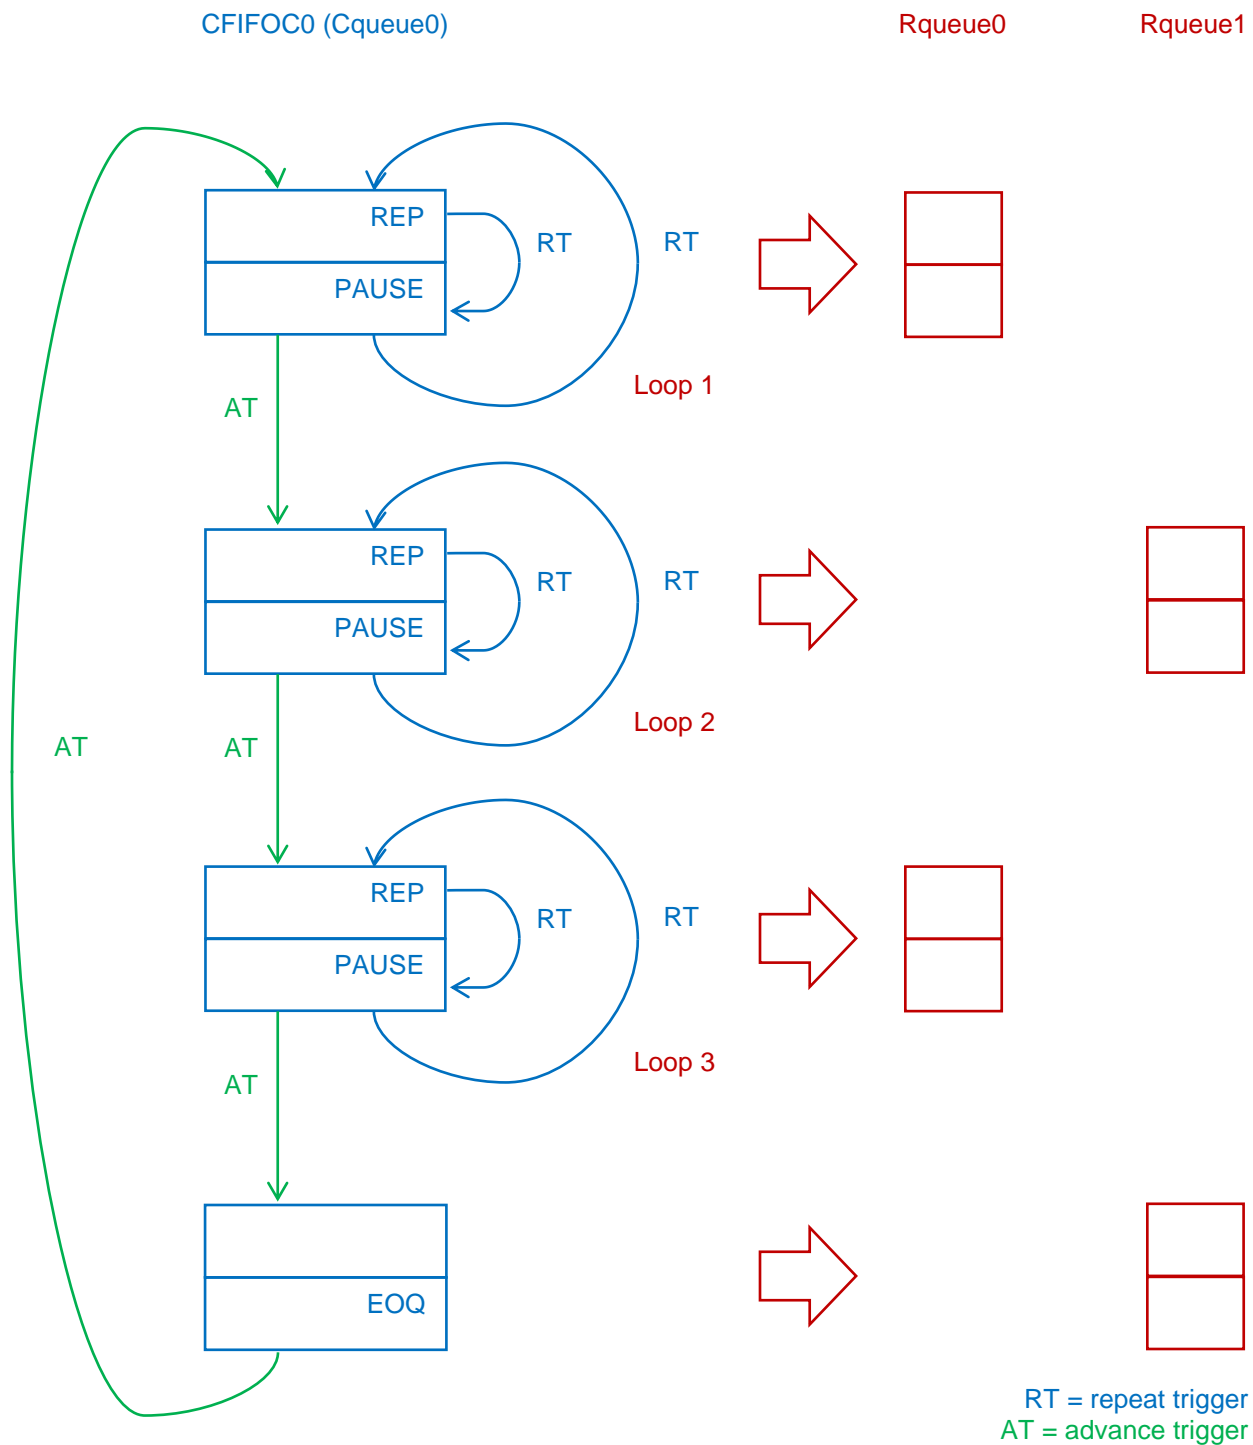 CFIFOC0 (Cqueue0)
Rqueue0
Rqueue1
REP
RT
RT
PAUSE
Loop 1
AT
REP
RT
RT
PAUSE
Loop 2
AT
AT
REP
RT
RT
PAUSE
Loop 3
AT
EOQ
RT = repeat trigger
AT = advance trigger